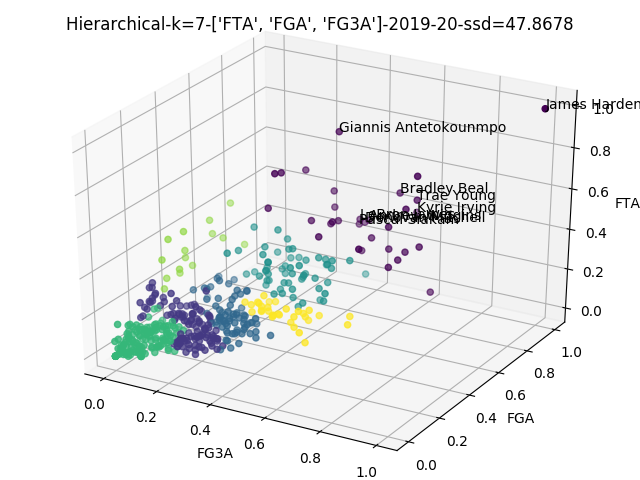 Hierarchical-k=7-['FTA', 'FGA', 'FG3A']-2019-20-ssd=47.8678
James Harden
Giannis Antetokounmpo
Bradley Beal
Trae Young
Kyrie Irving
Pascal Siakam
1.0
0.8
0.6
0.4
0.2
0.0
FTA
0.0
0.2
0.4
0.6
0.8
1.0
FG3A
0.0
0.2
0.4
0.6
0.8
1.0
FGA